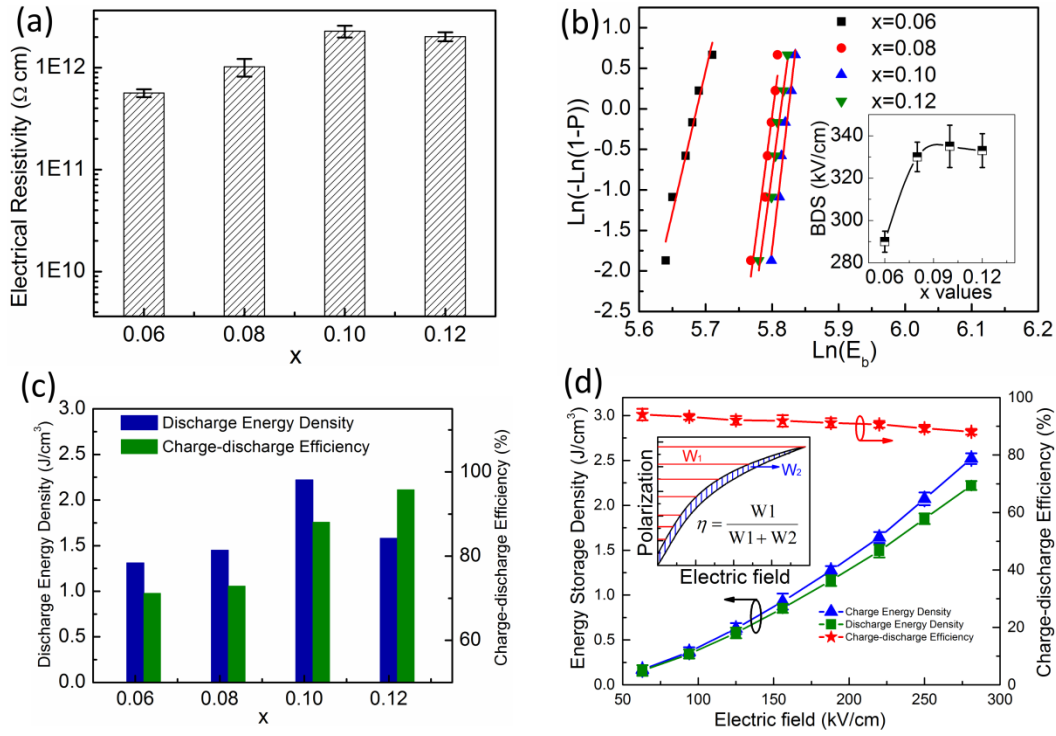 (a)
Electrical Resistivity (Ω cm)
1E12
1E11
1E10
0.06 0.08 0.10 0.12
x
(b)
Ln(-Ln(1-P))
1.0
0.5
0.0
-0.5
-1.0
-1.5
-2.0
-2.5
5.6 5.7 5.8 5.9 6.0 6.1 6.2
Ln(E_b)
x=0.06
x=0.08
x=0.10
x=0.12
BDS (kV/cm)
340
320
300
280
260
0.06 0.09 0.12
x values
(c)
Discharge Energy Density (J/cm³)
3.0
2.5
2.0
1.5
1.0
0.5
0.0
Discharge Energy Density
Charge-discharge Efficiency
0.06 0.08 0.10 0.12
x
100
80
60
Charge-discharge Efficiency (%)
(d)
Energy Storage Density (J/cm³)
3.0
2.5
2.0
1.5
1.0
0.5
0.0
50 100 150 200 250 300
Electric field (kV/cm)
100
80
60
40
20
0
Charge-discharge Efficiency (%)
Polarization
W₁
W₂
η = W1 / W1 + W2
Electric field
Charge Energy Density
Discharge Energy Density
Charge-discharge Efficiency